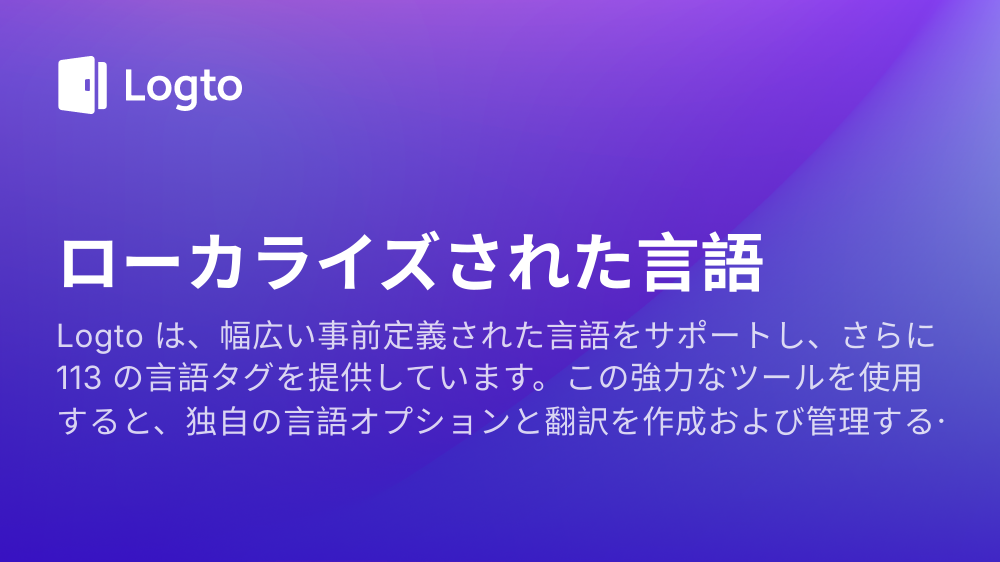 Logto
ローカライズされた言語
Logto は、幅広い事前定義された言語をサポートし、さらに
113 の言語タグを提供しています。この強力なツールを使用
すると、独自の言語オプションと翻訳を作成および管理する·